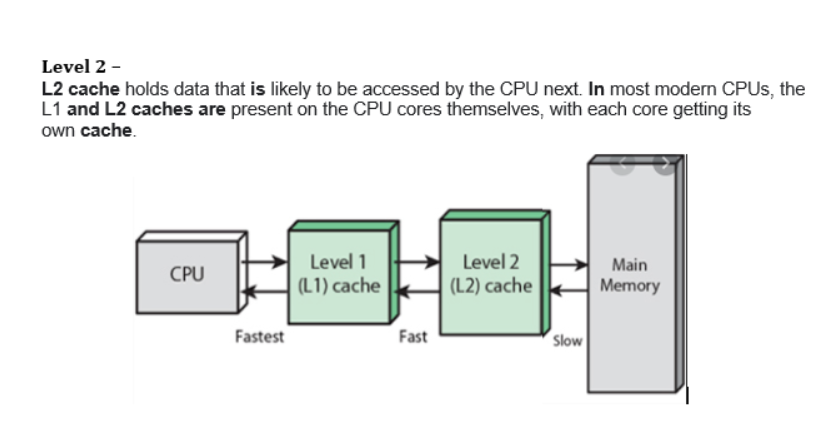 Level 2 –
L2 cache holds data that is likely to be accessed by the CPU next. In most modern CPUs, the
L1 and L2 caches are present on the CPU cores themselves, with each core getting its
own cache.
CPU
Level 1
(L1) cache
Level 2
(L2) cache
Main
Memory
Fastest
Fast
Slow